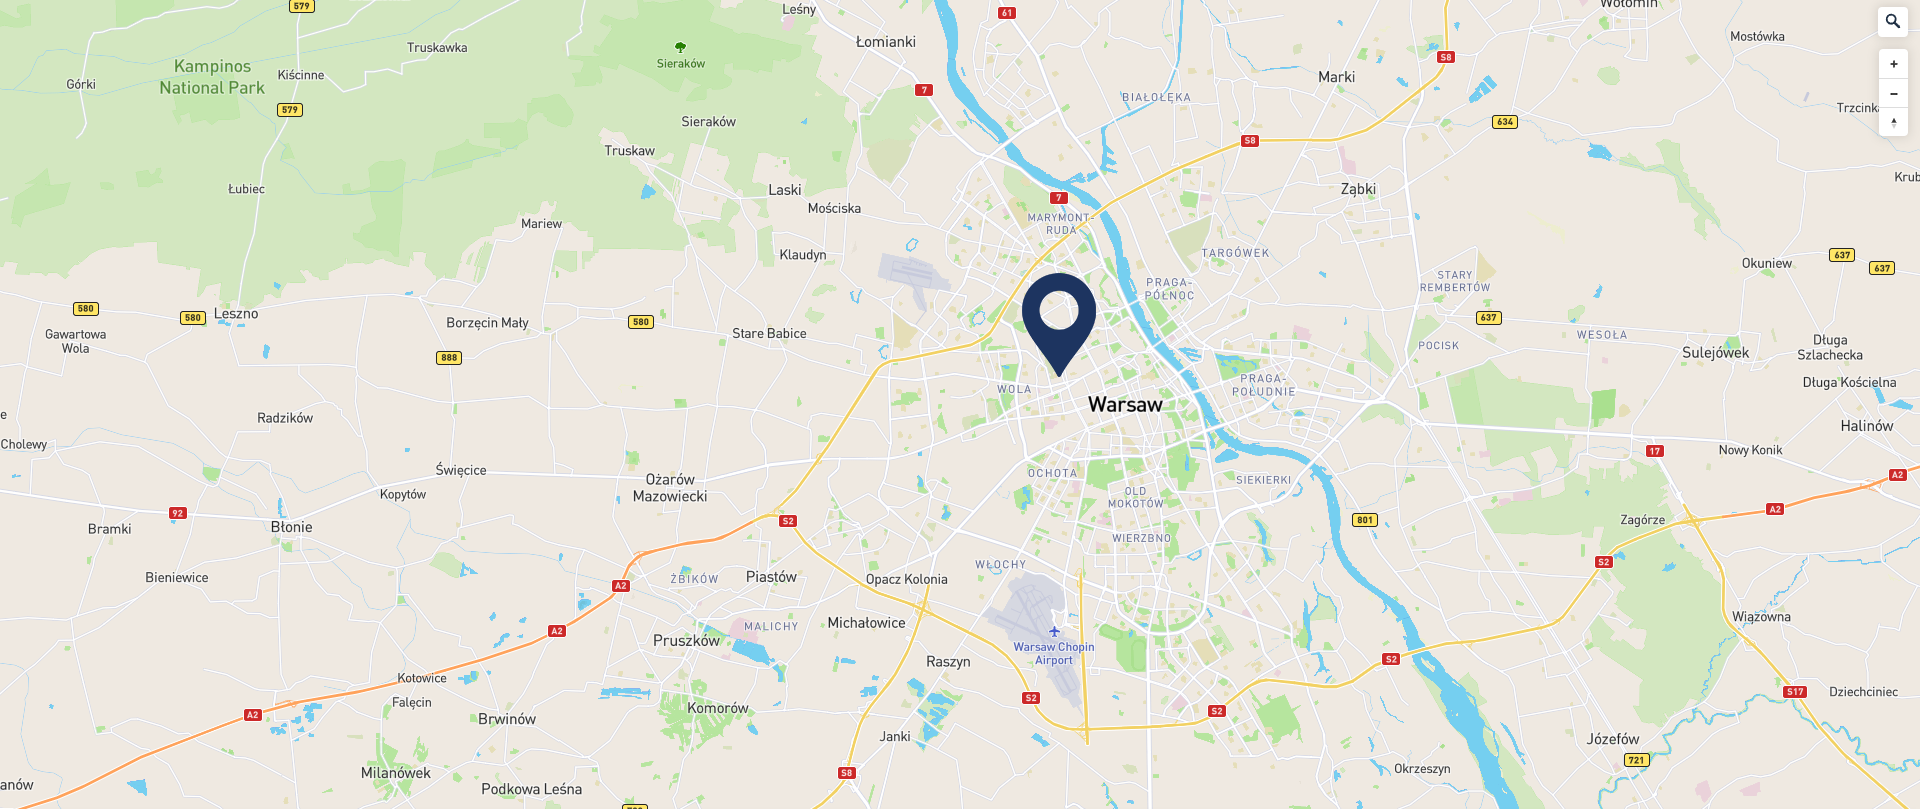 579
Leśny
61
Wołomin
Truskawka
Łomianki
Mostówka
Kampinos
National Park
Kiścinne
Sieraków
S8
Marki
Górki
7
BIAŁOŁĘKA
+
−
579
Sieraków
634
Trzcinka
Truskaw
S8
Łubiec
Laski
7
Ząbki
Mościska
MARYMONT-
RUDA
Mariew
Klaudyn
TARGÓWEK
637
Okuniew
637
STARY
REMBERTÓW
PRAGA-
PÓŁNOC
580
580
Leszno
Borzęcin Mały
580
637
Gawartowa
Wola
Stare Babice
WESOŁA
POCISK
Długa
Szlachecka
888
Sulejówek
WOLA
PRAGA-
POŁUDNIE
Długa Kościelna
Warsaw
Radzików
Halinów
Cholewy
17
Nowy Konik
Święcice
OCHOTA
SIEKIERKI
A2
Ożarów
Mazowiecki
Kopytów
OLD
MOKOTÓW
92
Błonie
S2
801
Zagórze
A2
Bramki
WIERZBNO
S2
WŁOCHY
Bieniewice
ŻBIKÓW
Piastów
Opacz Kolonia
A2
A2
MALICHY
Michałowice
Wiązowna
Pruszków
Warsaw Chopin
Airport
Raszyn
S2
Kotowice
S2
S17
Dziechciniec
Falęcin
A2
Brwinów
Komorów
S2
Janki
Józefów
721
Milanówek
S8
Okrzeszyn
Podkowa Leśna